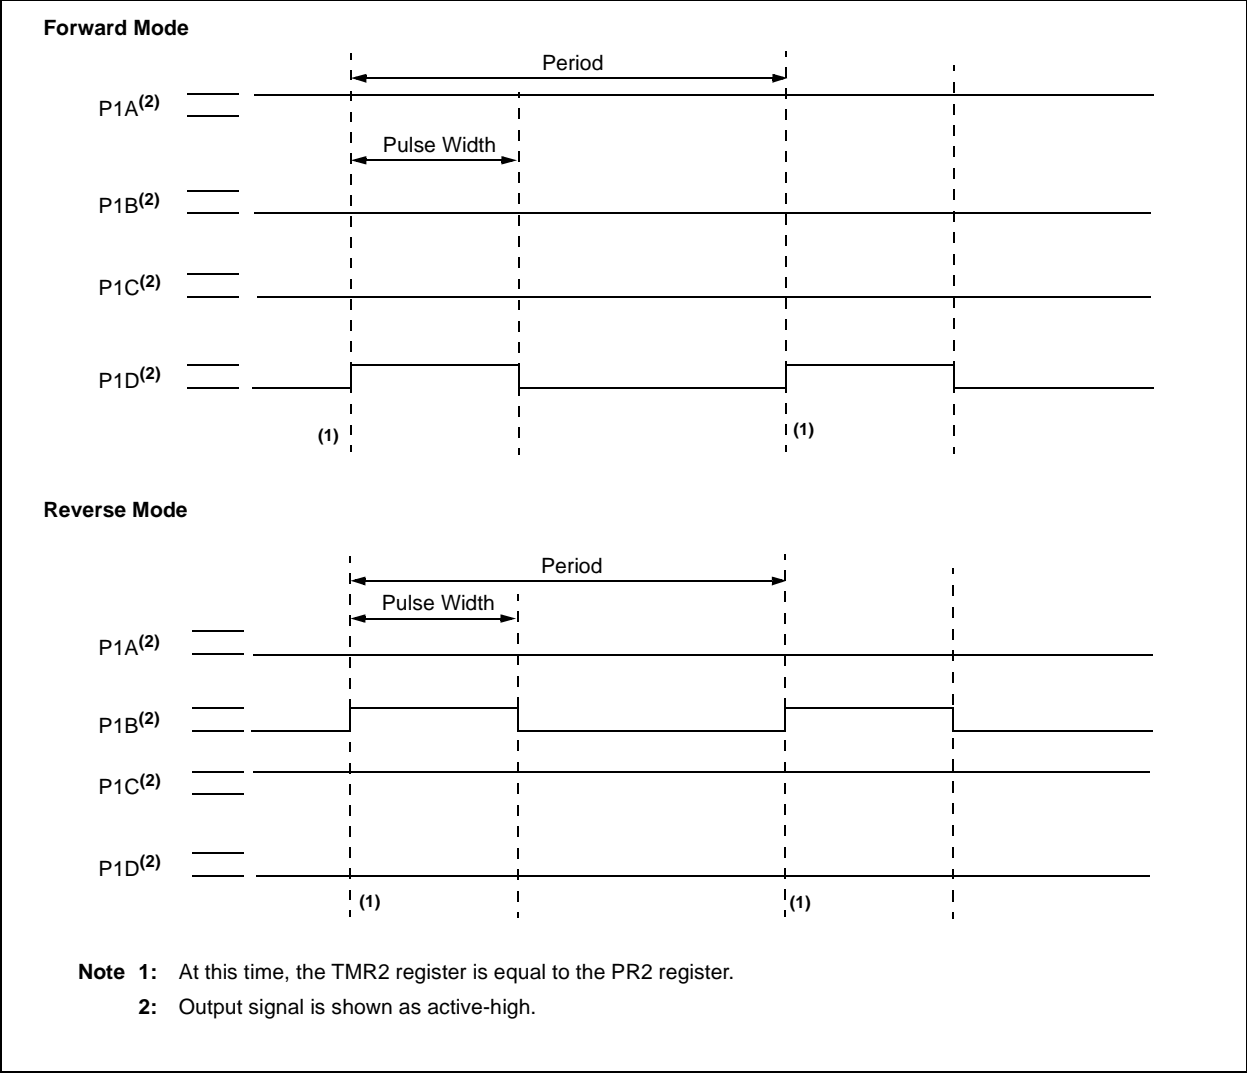 Forward Mode
Period
P1A(2)
Pulse Width
P1B(2)
P1C(2)
P1D(2)
(1)
(1)
Reverse Mode
Period
Pulse Width
P1A(2)
P1B(2)
P1C(2)
P1D(2)
(1)
(1)
Note 1: At this time, the TMR2 register is equal to the PR2 register.
2: Output signal is shown as active-high.